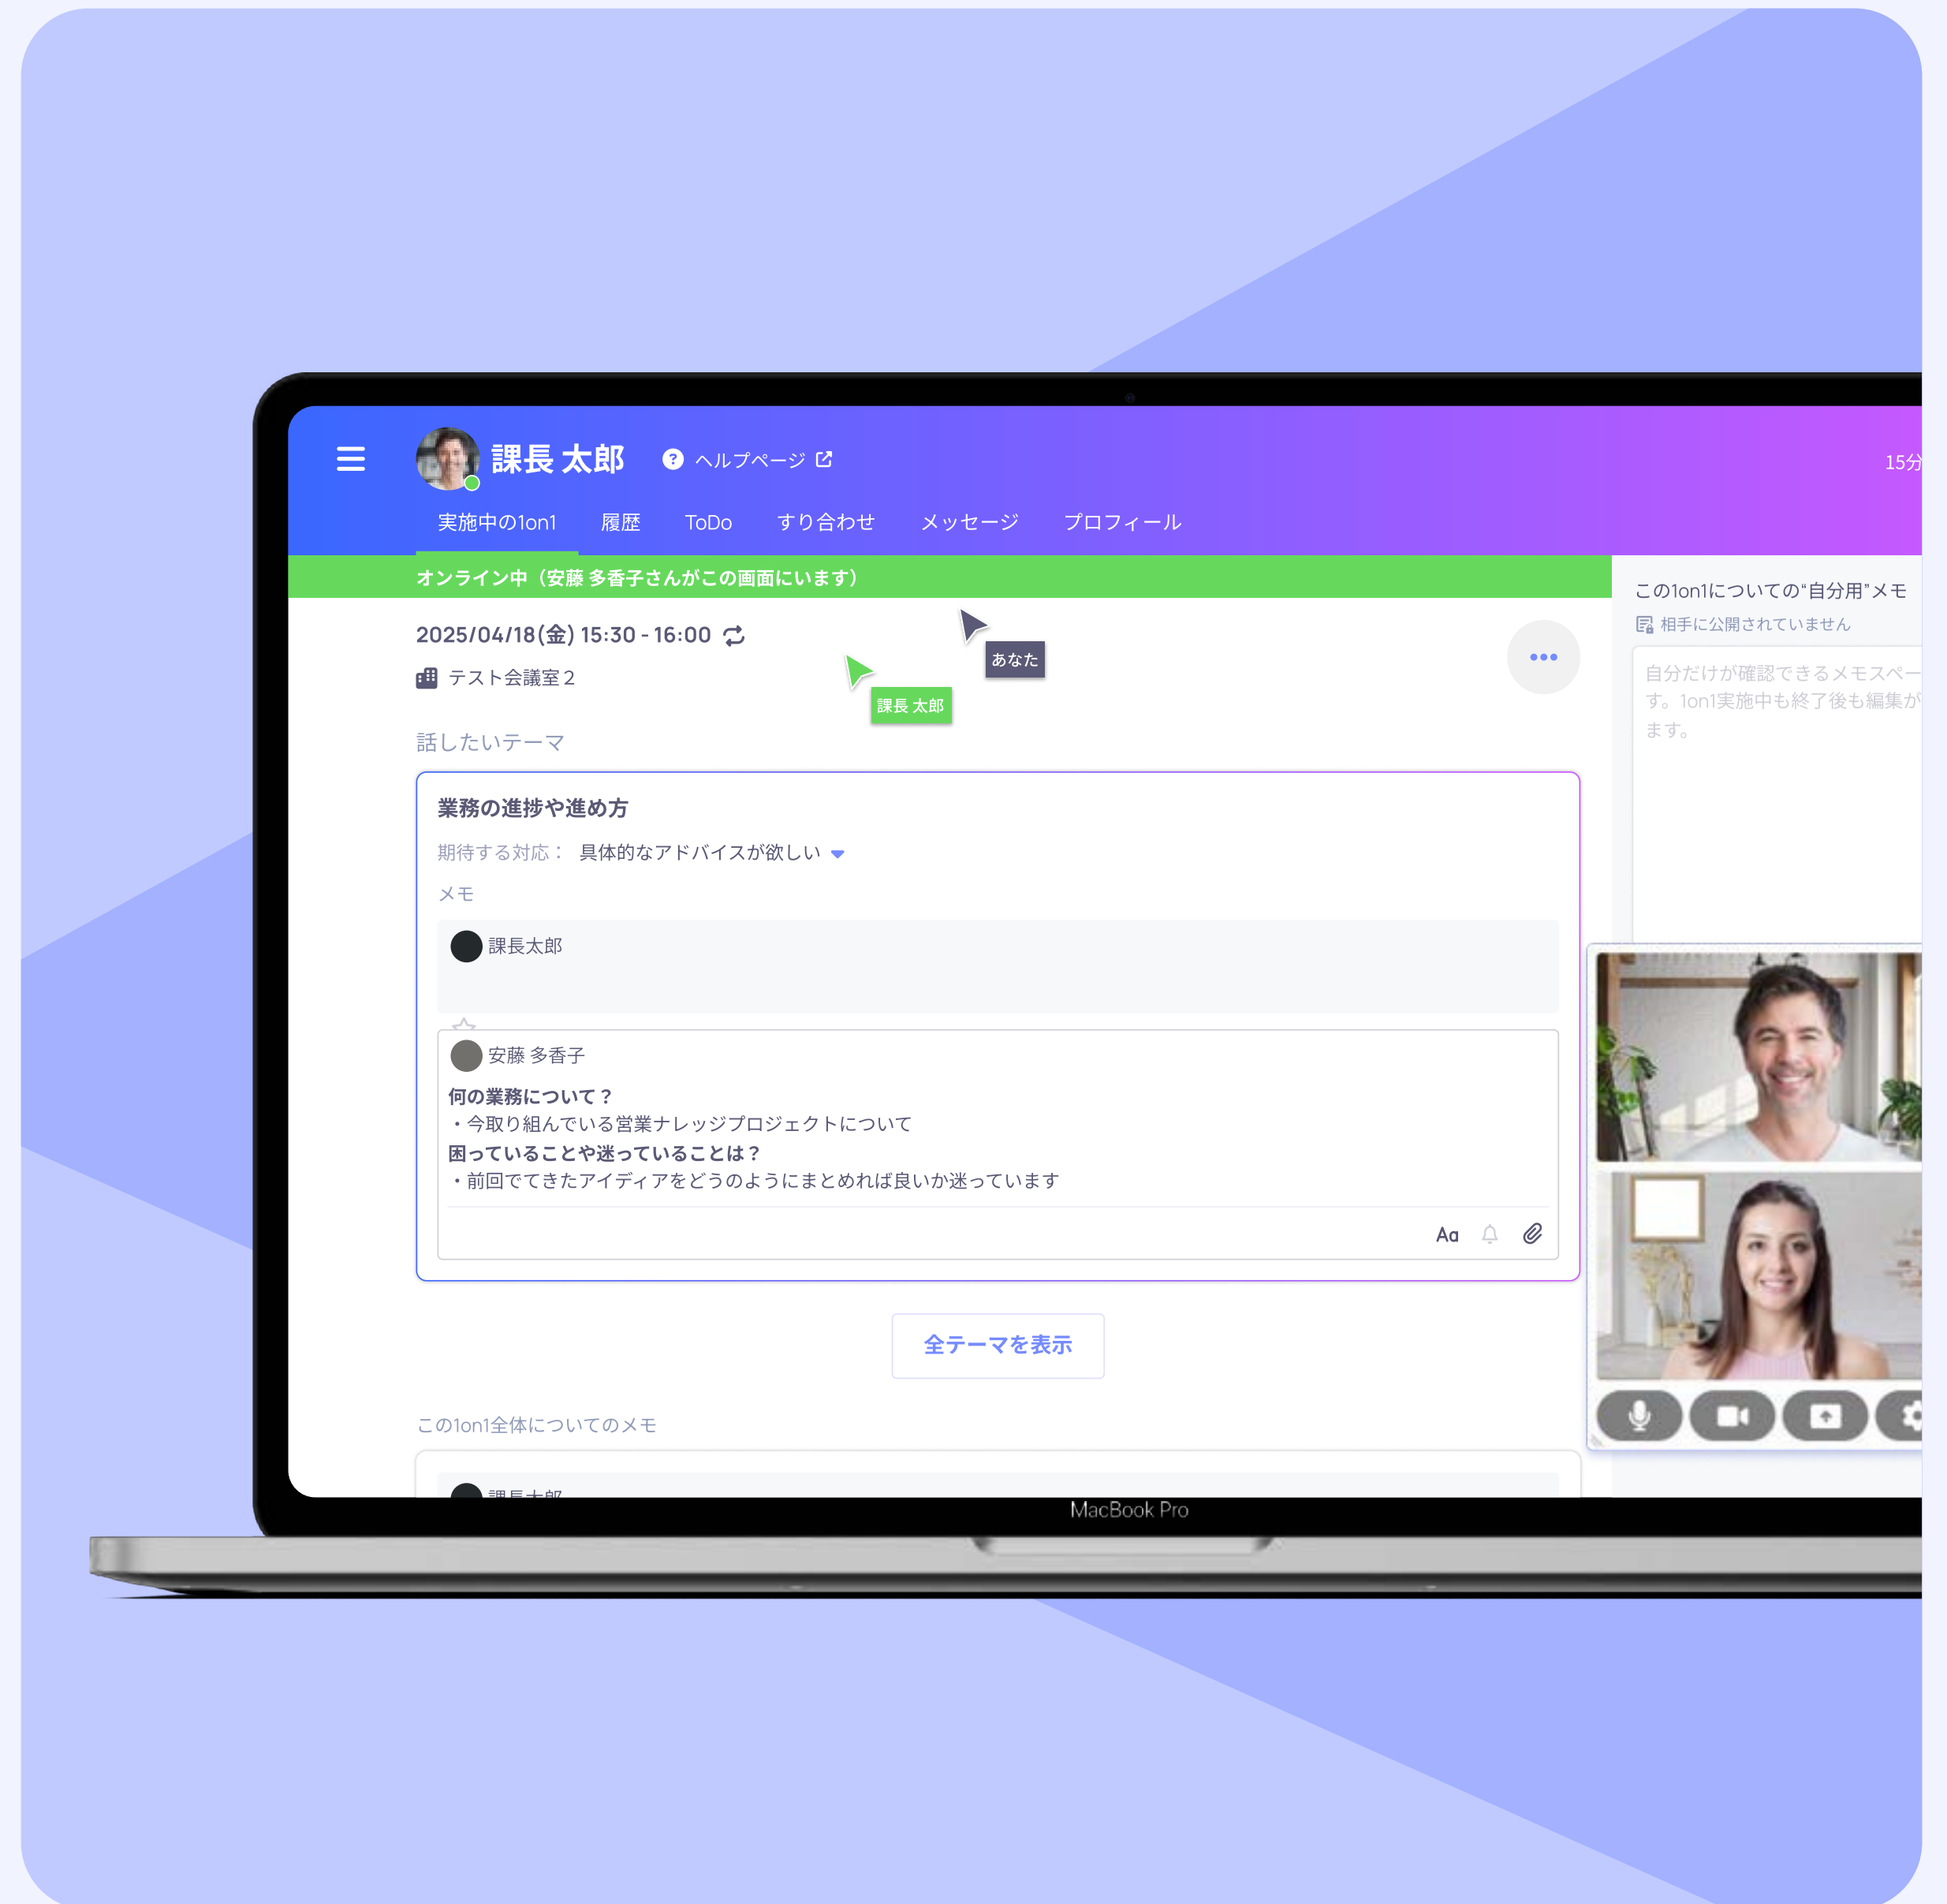 課長 太郎
ヘルプページ
15分
実施中の1on1 履歴 ToDo すり合わせ メッセージ プロフィール
オンライン中（安藤 多香子さんがこの画面にいます）
2025/04/18(金) 15:30 - 16:00
テスト会議室２
あなた
課長 太郎
話したいテーマ
業務の進捗や進め方
期待する対応： 具体的なアドバイスが欲しい
メモ
課長太郎
安藤 多香子
何の業務について？
・今取り組んでいる営業ナレッジプロジェクトについて
困っていることや迷っていることは？
・前回でてきたアイディアをどうのようにまとめれば良いか迷っています
Aa
全テーマを表示
この1on1全体についてのメモ
課長太郎
この1on1についての“自分用”メモ
相手に公開されていません
自分だけが確認できるメモスペー
す。1on1実施中も終了後も編集が
ます。
MacBook Pro